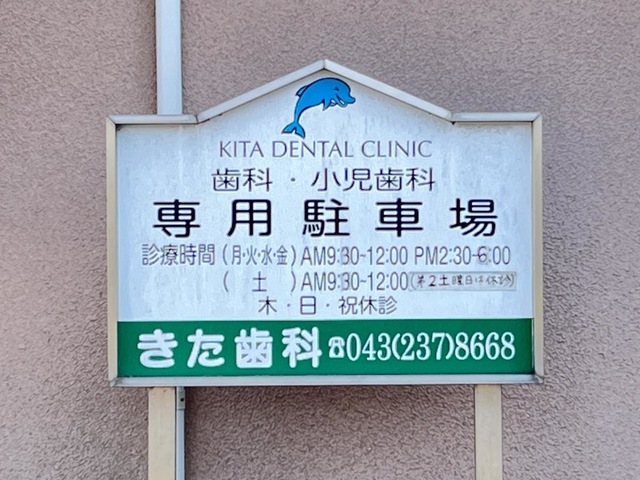 KITA DENTAL CLINIC
歯科・小児歯科
専用駐車場
診療時間(月・火・水・金)AM9:30~12:00 PM2:30~6:00
(土)AM9:30~12:00(第2土曜日は休診)
木・日・祝休診
きた歯科☎043(237)8668